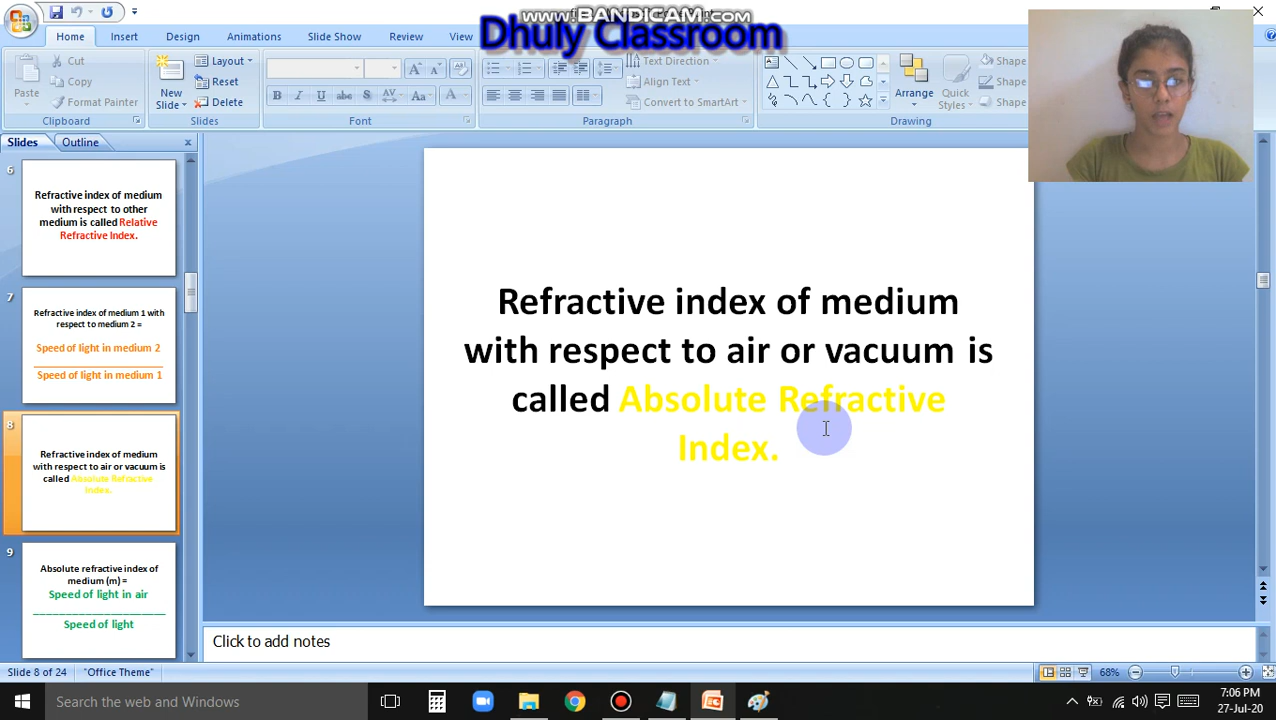 www.BANDICAM.com
Dhuly Classroom
Home Insert Design Animations Slide Show Review View
Paste
Cut
Copy
Format Painter
Clipboard
New Slide
Layout
Reset
Delete
Slides
Font
Text Direction
Align Text
Convert to SmartArt
Paragraph
Arrange
Quick Styles
Shape
Shape
Shape
Drawing
Slides Outline
6
Refractive index of medium
with respect to other
medium is called Relative
Refractive Index.
7
Refractive index of medium 1 with
respect to medium 2 =
Speed of light in medium 2
Speed of light in medium 1
8
Refractive index of medium
with respect to air or vacuum is
called Absolute Refractive
Index.
9
Absolute refractive index of
medium (m) =
Speed of light in air
Speed of light
Refractive index of medium
with respect to air or vacuum is
called Absolute Refractive
Index.
Click to add notes
Slide 8 of 24 "Office Theme" 68%
Search the web and Windows
7:06 PM
27-Jul-20